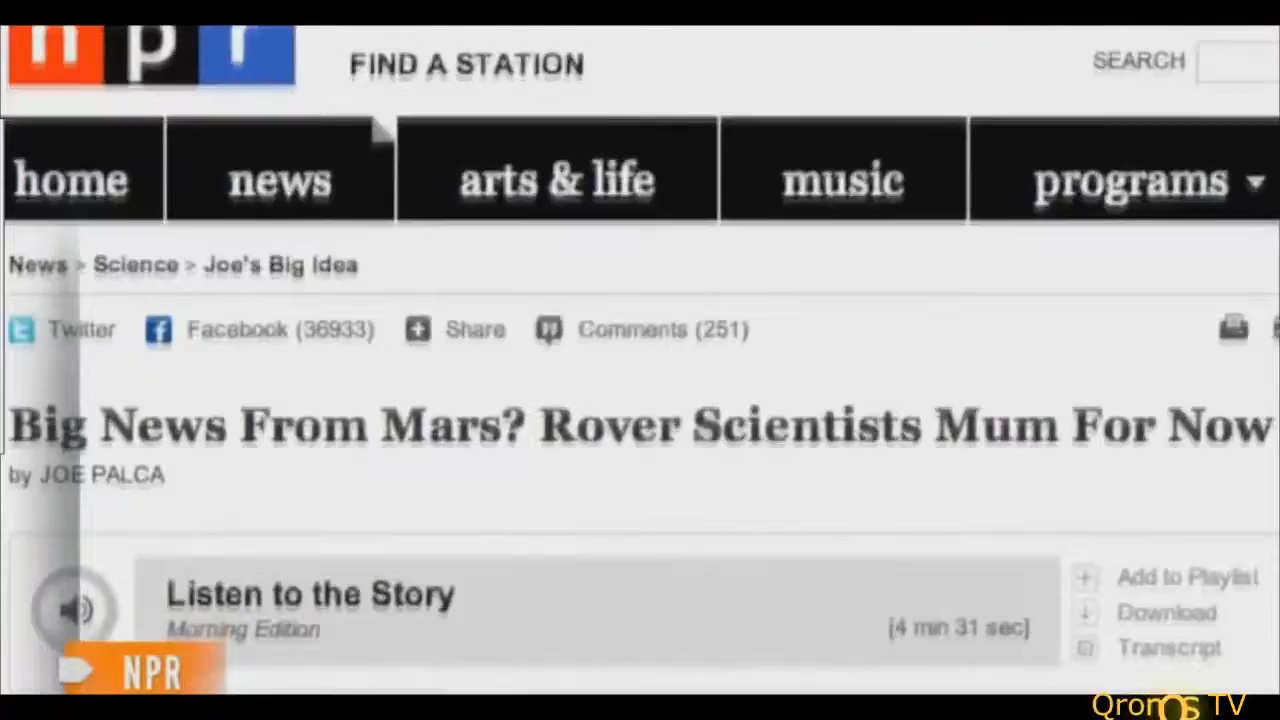 npr
FIND A STATION
SEARCH
home
news
arts & life
music
programs
News > Science > Joe's Big Idea
Twitter
Facebook (36933)
Share
Comments (251)
Big News From Mars? Rover Scientists Mum For Now
by JOE PALCA
Listen to the Story
Morning Edition
[4 min 31 sec]
Add to Playlist
Download
Transcript
NPR
Qronos TV